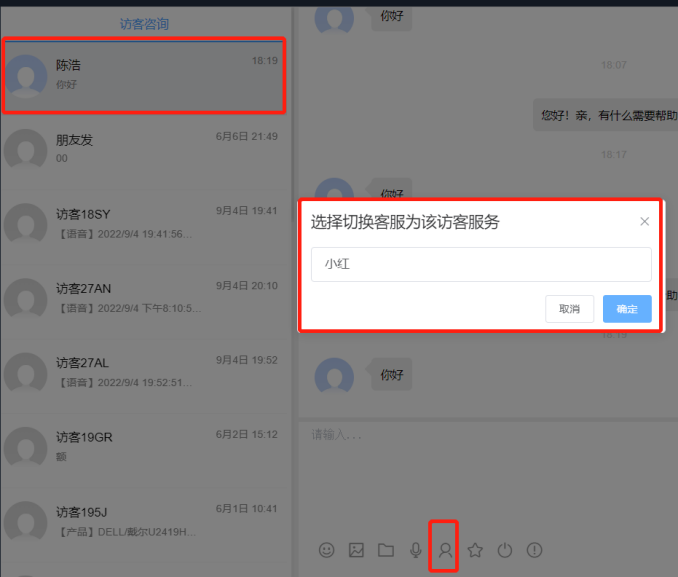 访客咨询
陈浩
18:19
你好
朋友发
6月6日 21:49
00
访客18SY
9月4日 19:41
【语音】2022/9/4 19:41:56...
访客27AN
9月4日 20:10
【语音】2022/9/4 下午8:10:5...
访客27AL
9月4日 19:52
【语音】2022/9/4 19:52:51...
访客19GR
6月2日 15:12
额
访客195J
6月1日 10:41
【产品】DELL/戴尔U2419H...
你好
18:07
您好！亲，有什么需要帮助
18:17
你好
选择切换客服为该访客服务
小红
取消
确定
助
18:19
你好
请输入...